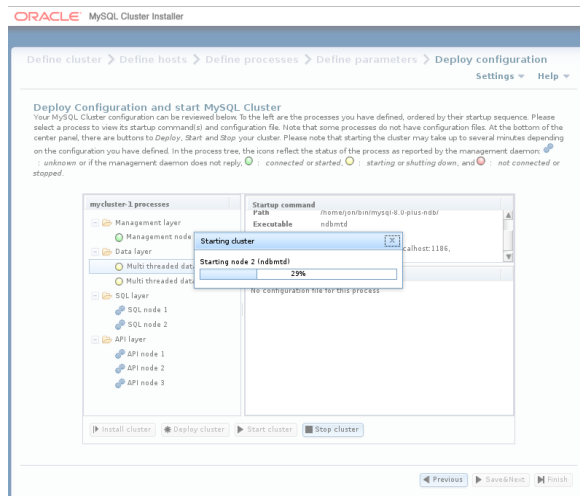 ORACLE® MySQL Cluster Installer
Define cluster > Define hosts > Define processes > Define parameters > Deploy configuration
Settings Help
Deploy Configuration and start MySQL Cluster
Your MySQL Cluster configuration can be reviewed below. To the left are the processes you have defined, ordered by their startup sequence. Please
select a process to view its startup command(s) and configuration file. Note that some processes do not have configuration files. At the bottom of the
center panel, there are buttons to Deploy, Start and Stop your cluster. Please note that starting the cluster may take up to several minutes depending
on the configuration you have defined. In the process tree, the icons reflect the status of the process as reported by the management daemon:
: unknown or if the management daemon does not reply, : connected or started, : starting or shutting down, and : not connected or
stopped.
mycluster-1 processes
Startup command
Management layer
Path /home/jon/bin/mysql-8.0-plus-ndb/
Executable ndbmtd
Management node
Starting cluster
Data layer
calhost:1186,
Multi threaded dat
Starting node 2 (ndbmtd)
29%
Multi threaded dat
No configuration file for this process
SQL layer
SQL node 1
SQL node 2
API layer
API node 1
API node 2
API node 3
Install cluster Deploy cluster Start cluster Stop cluster
Previous Save&Next Finish